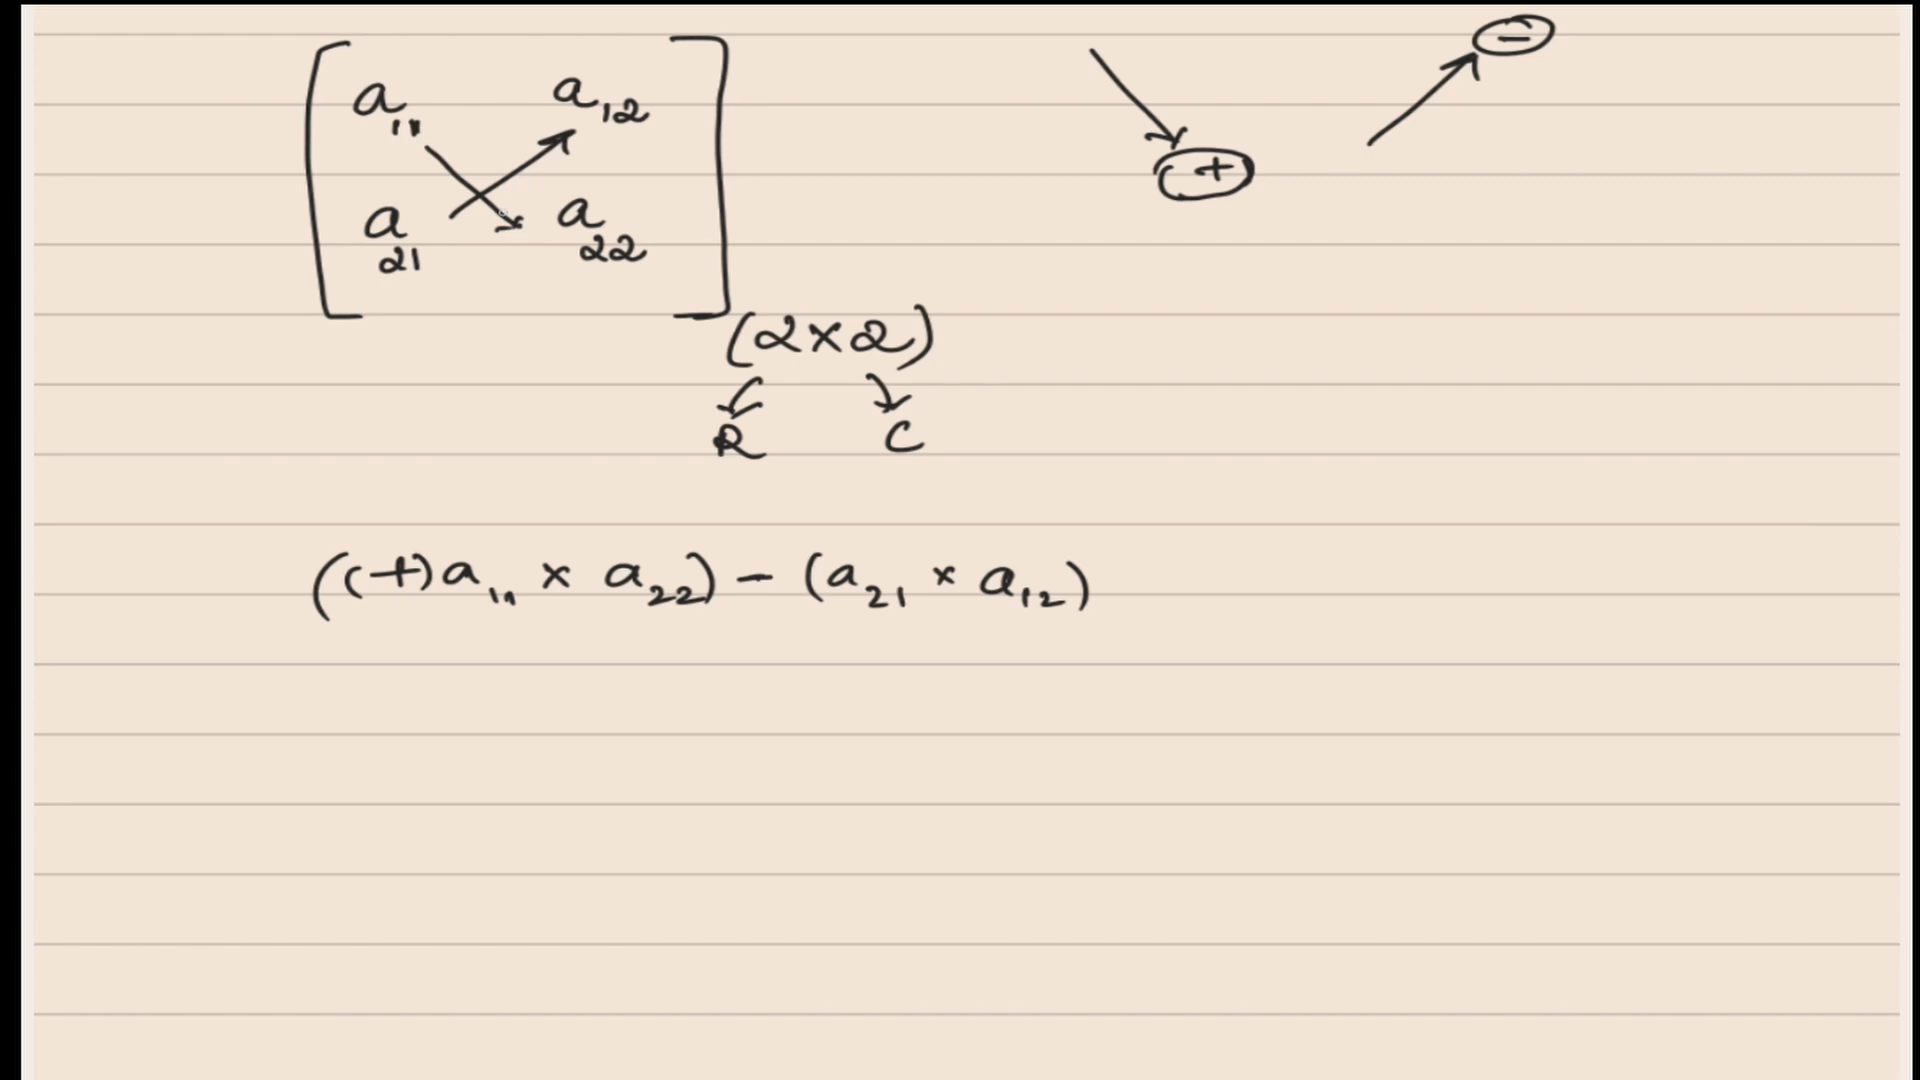 a₁₁ a₁₂ −
a₂₁ a₂₂ (+)
(2×2)
R C
((+)a₁₁ × a₂₂) − (a₂₁ × a₁₂)